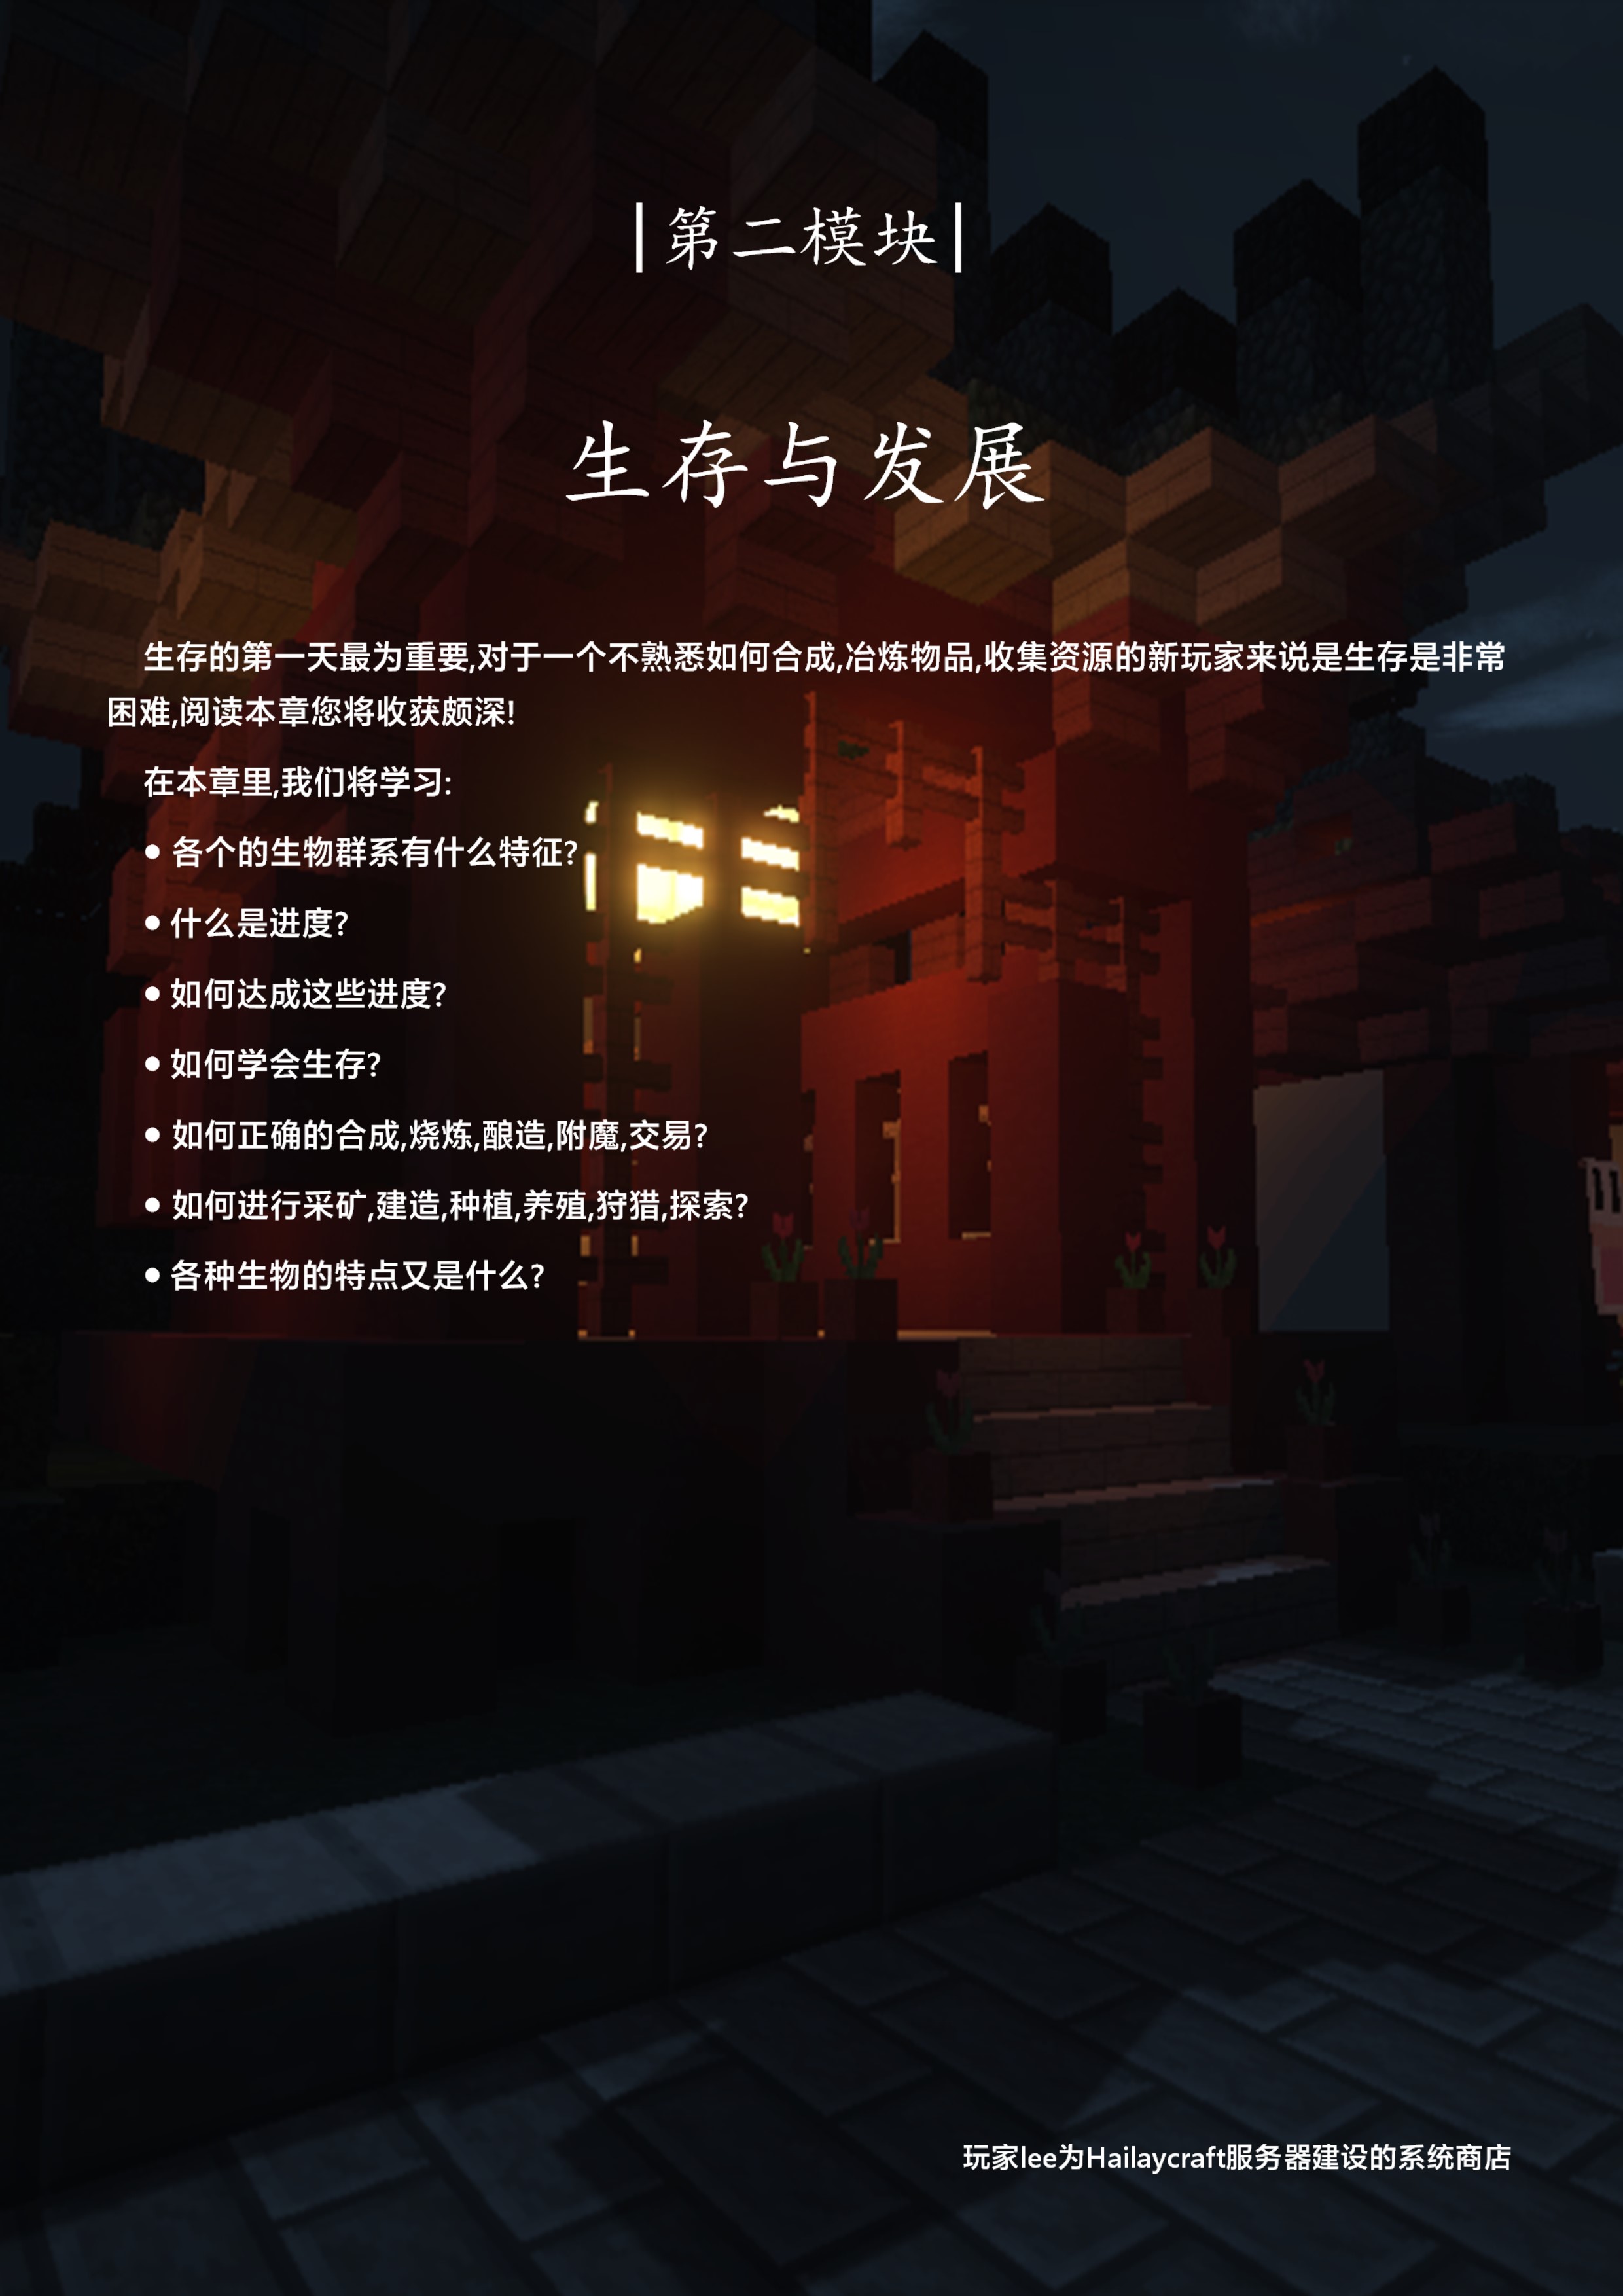 |第二模块|
生存与发展
生存的第一天最为重要,对于一个不熟悉如何合成,冶炼物品,收集资源的新玩家来说是生存是非常
困难,阅读本章您将收获颇深!
在本章里,我们将学习:
● 各个的生物群系有什么特征?
● 什么是进度?
● 如何达成这些进度?
● 如何学会生存?
● 如何正确的合成,烧炼,酿造,附魔,交易?
● 如何进行采矿,建造,种植,养殖,狩猎,探索?
● 各种生物的特点又是什么?
玩家lee为Hailaycraft服务器建设的系统商店